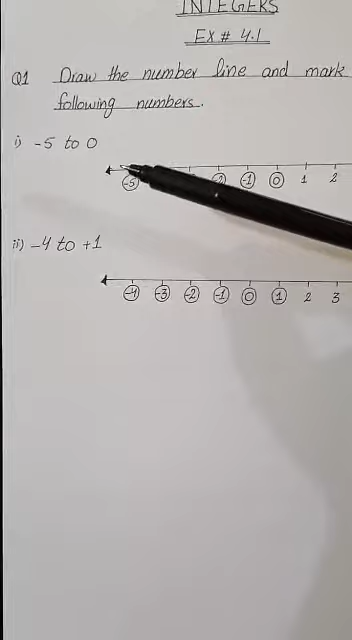 INTEGERS
EX # 4.1
Q1 Draw the number line and mark
following numbers.
i) -5 to 0
-5 -2 -1 0 1 2
ii) -4 to +1
-4 -3 -2 -1 0 1 2 3